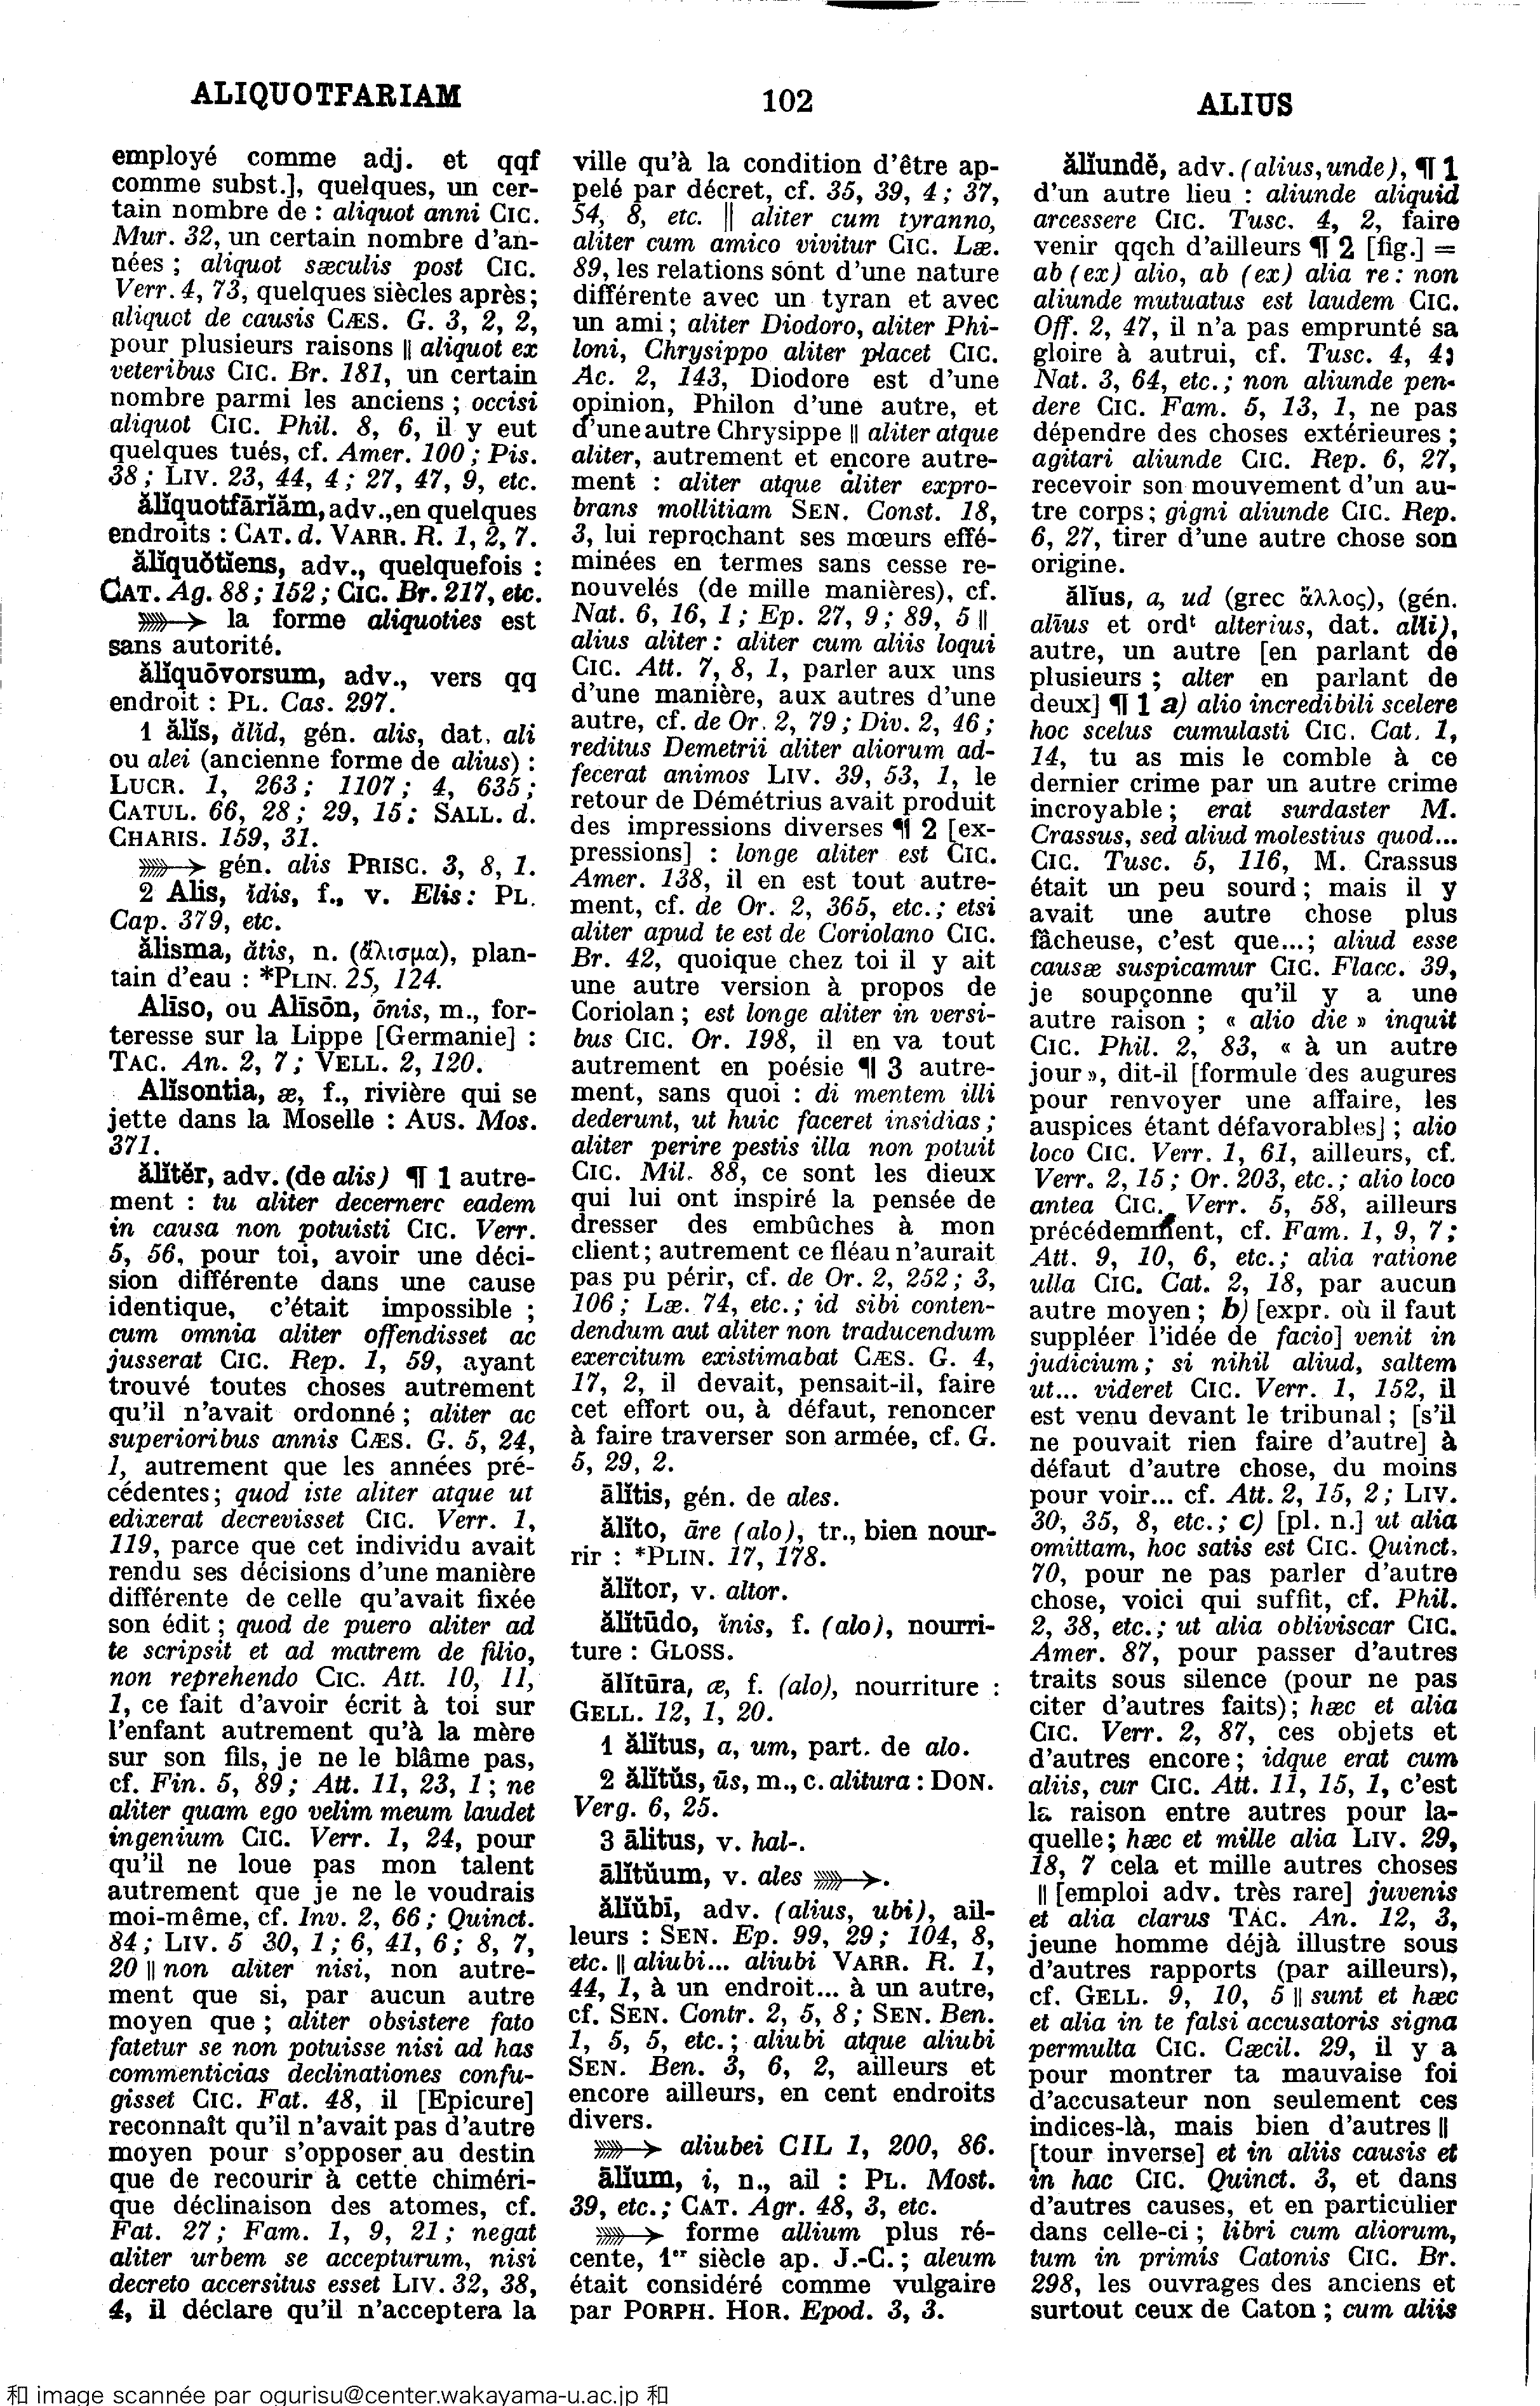 ALIQUOTFARIAM
102
ALIUS
employé comme adj. et qqf
comme subst.], quelques, un cer-
tain nombre de : aliquot anni CIC.
Mur. 32, un certain nombre d'an-
nées ; aliquot sæculis post CIC.
Verr. 4, 73, quelques siècles après;
aliquot de causis CÆS. G. 3, 2, 2,
pour plusieurs raisons || aliquot ex
veteribus CIC. Br. 181, un certain
nombre parmi les anciens ; occisi
aliquot CIC. Phil. 8, 6, il y eut
quelques tués, cf. Amer. 100 ; Pis.
38 ; LIV. 23, 44, 4 ; 27, 47, 9, etc.
ălĭquotfārĭăm, adv., en quelques
endroits : CAT. d. VARR. R. 1, 2, 7.
ălĭquŏtĭens, adv., quelquefois :
CAT. Ag. 88 ; 152 ; CIC. Br. 217, etc.
la forme aliquoties est
sans autorité.
ălĭquōvorsum, adv., vers qq
endroit : PL. Cas. 297.
1 ălĭs, ălĭd, gén. alis, dat. ali
ou alei (ancienne forme de alius) :
LUCR. 1, 263 ; 1107 ; 4, 635 ;
CATUL. 66, 28 ; 29, 15 ; SALL. d.
CHARIS. 159, 31.
gén. alis PRISC. 3, 8, 1.
2 Alis, ĭdis, f., v. Elis : PL.
Cap. 379, etc.
ălisma, ătis, n. (ἄλισμα), plan-
tain d'eau : *PLIN. 25, 124.
Alīso, ou Alīsōn, ōnis, m., for-
teresse sur la Lippe [Germanie] :
TAC. An. 2, 7 ; VELL. 2, 120.
Alĭsontia, æ, f., rivière qui se
jette dans la Moselle : AUS. Mos.
371.
ălĭtĕr, adv. (de alis) ¶ 1 autre-
ment : tu aliter decernere eadem
in causa non potuisti CIC. Verr.
5, 56, pour toi, avoir une déci-
sion différente dans une cause
identique, c'était impossible ;
cum omnia aliter offendisset ac
jusserat CIC. Rep. 1, 59, ayant
trouvé toutes choses autrement
qu'il n'avait ordonné ; aliter ac
superioribus annis CÆS. G. 5, 24,
1, autrement que les années pré-
cédentes ; quod iste aliter atque ut
edixerat decrevisset CIC. Verr. 1,
119, parce que cet individu avait
rendu ses décisions d'une manière
différente de celle qu'avait fixée
son édit ; quod de puero aliter ad
te scripsit et ad matrem de filio,
non reprehendo CIC. Att. 10, 11,
1, ce fait d'avoir écrit à toi sur
l'enfant autrement qu'à la mère
sur son fils, je ne le blâme pas,
cf. Fin. 5, 89 ; Att. 11, 23, 1 ; ne
aliter quam ego velim meum laudet
ingenium CIC. Verr. 1, 24, pour
qu'il ne loue pas mon talent
autrement que je ne le voudrais
moi-même, cf. Inv. 2, 66 ; Quinct.
84 ; LIV. 5 30, 1 ; 6, 41, 6 ; 8, 7,
20 || non aliter nisi, non autre-
ment que si, par aucun autre
moyen que ; aliter obsistere fato
fatetur se non potuisse nisi ad has
commenticias declinationes confu-
gisset CIC. Fat. 48, il [Epicure]
reconnaît qu'il n'avait pas d'autre
moyen pour s'opposer au destin
que de recourir à cette chiméri-
que déclinaison des atomes, cf.
Fat. 27 ; Fam. 1, 9, 21 ; negat
aliter urbem se accepturum, nisi
decreto accersitus esset LIV. 32, 38,
4, il déclare qu'il n'acceptera la
ville qu'à la condition d'être ap-
pelé par décret, cf. 35, 39, 4 ; 37,
54, 8, etc. || aliter cum tyranno,
aliter cum amico vivitur CIC. Læ.
89, les relations sont d'une nature
différente avec un tyran et avec
un ami ; aliter Diodoro, aliter Phi-
loni, Chrysippo aliter placet CIC.
Ac. 2, 143, Diodore est d'une
opinion, Philon d'une autre, et
d'une autre Chrysippe || aliter atque
aliter, autrement et encore autre-
ment : aliter atque aliter expro-
brans mollitiam SEN. Const. 18,
3, lui reprochant ses mœurs effé-
minées en termes sans cesse re-
nouvelés (de mille manières), cf.
Nat. 6, 16, 1 ; Ep. 27, 9 ; 89, 5 ||
alius aliter : aliter cum aliis loqui
CIC. Att. 7, 8, 1, parler aux uns
d'une manière, aux autres d'une
autre, cf. de Or. 2, 79 ; Div. 2, 46 ;
reditus Demetrii aliter aliorum ad-
fecerat animos LIV. 39, 53, 1, le
retour de Démétrius avait produit
des impressions diverses ¶ 2 [ex-
pressions] : longe aliter est CIC.
Amer. 138, il en est tout autre-
ment, cf. de Or. 2, 365, etc. ; etsi
aliter apud te est de Coriolano CIC.
Br. 42, quoique chez toi il y ait
une autre version à propos de
Coriolan ; est longe aliter in versi-
bus CIC. Or. 198, il en va tout
autrement en poésie ¶ 3 autre-
ment, sans quoi : di mentem illi
dederunt, ut huic faceret insidias ;
aliter perire pestis illa non potuit
CIC. Mil. 88, ce sont les dieux
qui lui ont inspiré la pensée de
dresser des embûches à mon
client ; autrement ce fléau n'aurait
pas pu périr, cf. de Or. 2, 252 ; 3,
106 ; Læ. 74, etc. ; id sibi conten-
dendum aut aliter non traducendum
exercitum existimabat CÆS. G. 4,
17, 2, il devait, pensait-il, faire
cet effort ou, à défaut, renoncer
à faire traverser son armée, cf. G.
5, 29, 2.
ālĭtis, gén. de ales.
ălĭto, āre (alo), tr., bien nour-
rir : *PLIN. 17, 178.
ălĭtor, v. altor.
ălĭtūdo, ĭnis, f. (alo), nourri-
ture : GLOSS.
ălĭtūra, æ, f. (alo), nourriture :
GELL. 12, 1, 20.
1 ălĭtus, a, um, part. de alo.
2 ălĭtŭs, ūs, m., c. alitura : DON.
Verg. 6, 25.
3 ālitus, v. hal-.
ālĭtŭum, v. ales .
ălĭŭbī, adv. (alius, ubi), ail-
leurs : SEN. Ep. 99, 29 ; 104, 8,
etc. || aliubi... aliubi VARR. R. 1,
44, 1, à un endroit... à un autre,
cf. SEN. Contr. 2, 5, 8 ; SEN. Ben.
1, 5, 5, etc. ; aliubi atque aliubi
SEN. Ben. 3, 6, 2, ailleurs et
encore ailleurs, en cent endroits
divers.
aliubei CIL 1, 200, 86.
ālĭum, i, n., ail : PL. Most.
39, etc. ; CAT. Agr. 48, 3, etc.
forme allium plus ré-
cente, 1er siècle ap. J.-C. ; aleum
était considéré comme vulgaire
par PORPH. HOR. Epod. 3, 3.
ălĭundĕ, adv. (alius, unde), ¶ 1
d'un autre lieu : aliunde aliquid
arcessere CIC. Tusc. 4, 2, faire
venir qqch d'ailleurs ¶ 2 [fig.] =
ab (ex) alio, ab (ex) alia re : non
aliunde mutuatus est laudem CIC.
Off. 2, 47, il n'a pas emprunté sa
gloire à autrui, cf. Tusc. 4, 4;
Nat. 3, 64, etc. ; non aliunde pen-
dere CIC. Fam. 5, 13, 1, ne pas
dépendre des choses extérieures ;
agitari aliunde CIC. Rep. 6, 27,
recevoir son mouvement d'un au-
tre corps ; gigni aliunde CIC. Rep.
6, 27, tirer d'une autre chose son
origine.
ălĭus, a, ud (grec ἄλλος), (gén.
alīus et ordt alterius, dat. alii),
autre, un autre [en parlant de
plusieurs ; alter en parlant de
deux] ¶ 1 a) alio incredibili scelere
hoc scelus cumulasti CIC. Cat. 1,
14, tu as mis le comble à ce
dernier crime par un autre crime
incroyable ; erat surdaster M.
Crassus, sed aliud molestius quod...
CIC. Tusc. 5, 116, M. Crassus
était un peu sourd ; mais il y
avait une autre chose plus
fâcheuse, c'est que... ; aliud esse
causæ suspicamur CIC. Flacc. 39,
je soupçonne qu'il y a une
autre raison ; « alio die » inquit
CIC. Phil. 2, 83, « à un autre
jour », dit-il [formule des augures
pour renvoyer une affaire, les
auspices étant défavorables] ; alio
loco CIC. Verr. 1, 61, ailleurs, cf.
Verr. 2, 15 ; Or. 203, etc. ; alio loco
antea CIC. Verr. 5, 58, ailleurs
précédemment, cf. Fam. 1, 9, 7 ;
Att. 9, 10, 6, etc. ; alia ratione
ulla CIC. Cat. 2, 18, par aucun
autre moyen ; b) [expr. où il faut
suppléer l'idée de facio] venit in
judicium ; si nihil aliud, saltem
ut... videret CIC. Verr. 1, 152, il
est venu devant le tribunal ; [s'il
ne pouvait rien faire d'autre] à
défaut d'autre chose, du moins
pour voir... cf. Att. 2, 15, 2 ; LIV.
30, 35, 8, etc. ; c) [pl. n.] ut alia
omittam, hoc satis est CIC. Quinct.
70, pour ne pas parler d'autre
chose, voici qui suffit, cf. Phil.
2, 38, etc. ; ut alia obliviscar CIC.
Amer. 87, pour passer d'autres
traits sous silence (pour ne pas
citer d'autres faits) ; hæc et alia
CIC. Verr. 2, 87, ces objets et
d'autres encore ; idque erat cum
aliis, cur CIC. Att. 11, 15, 1, c'est
la raison entre autres pour la-
quelle ; hæc et mille alia LIV. 29,
18, 7 cela et mille autres choses
|| [emploi adv. très rare] juvenis
et alia clarus TAC. An. 12, 3,
jeune homme déjà illustre sous
d'autres rapports (par ailleurs),
cf. GELL. 9, 10, 5 || sunt et hæc
et alia in te falsi accusatoris signa
permulta CIC. Cæcil. 29, il y a
pour montrer ta mauvaise foi
d'accusateur non seulement ces
indices-là, mais bien d'autres ||
[tour inverse] et in aliis causis et
in hac CIC. Quinct. 3, et dans
d'autres causes, et en particulier
dans celle-ci ; libri cum aliorum,
tum in primis Catonis CIC. Br.
298, les ouvrages des anciens et
surtout ceux de Caton ; cum aliis
和 image scannée par ogurisu@center.wakayama-u.ac.jp 和